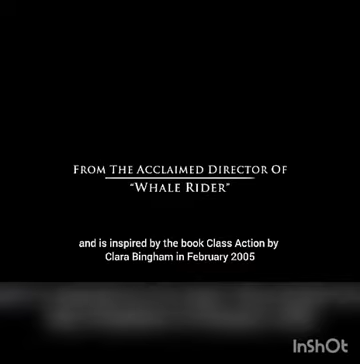 FROM THE ACCLAIMED DIRECTOR OF
"WHALE RIDER"
and is inspired by the book Class Action by
Clara Bingham in February 2005
InShOt